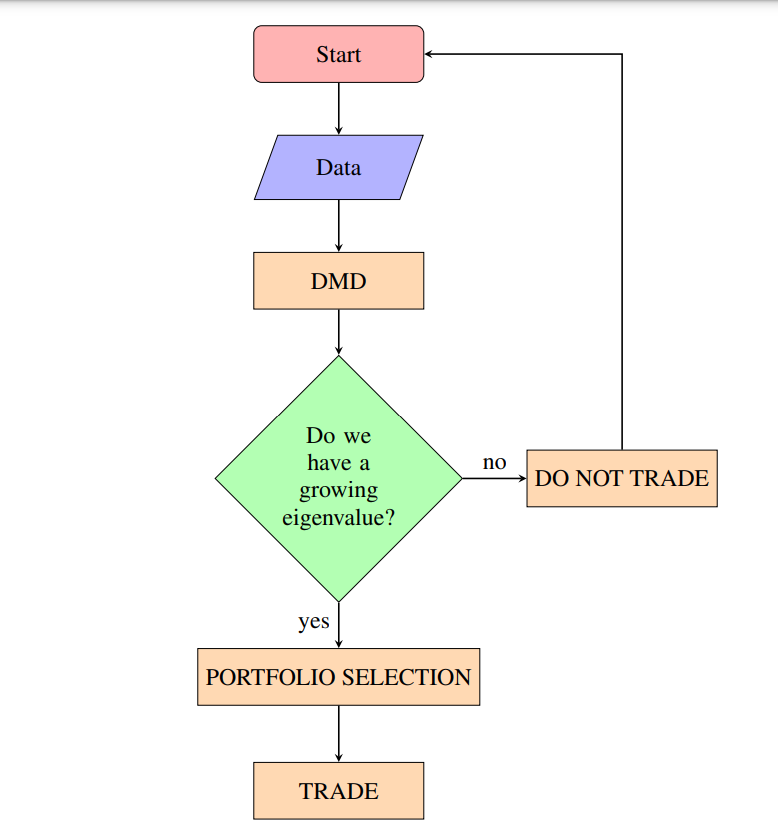 Start
Data
DMD
Do we
have a
growing
eigenvalue?
no
DO NOT TRADE
yes
PORTFOLIO SELECTION
TRADE